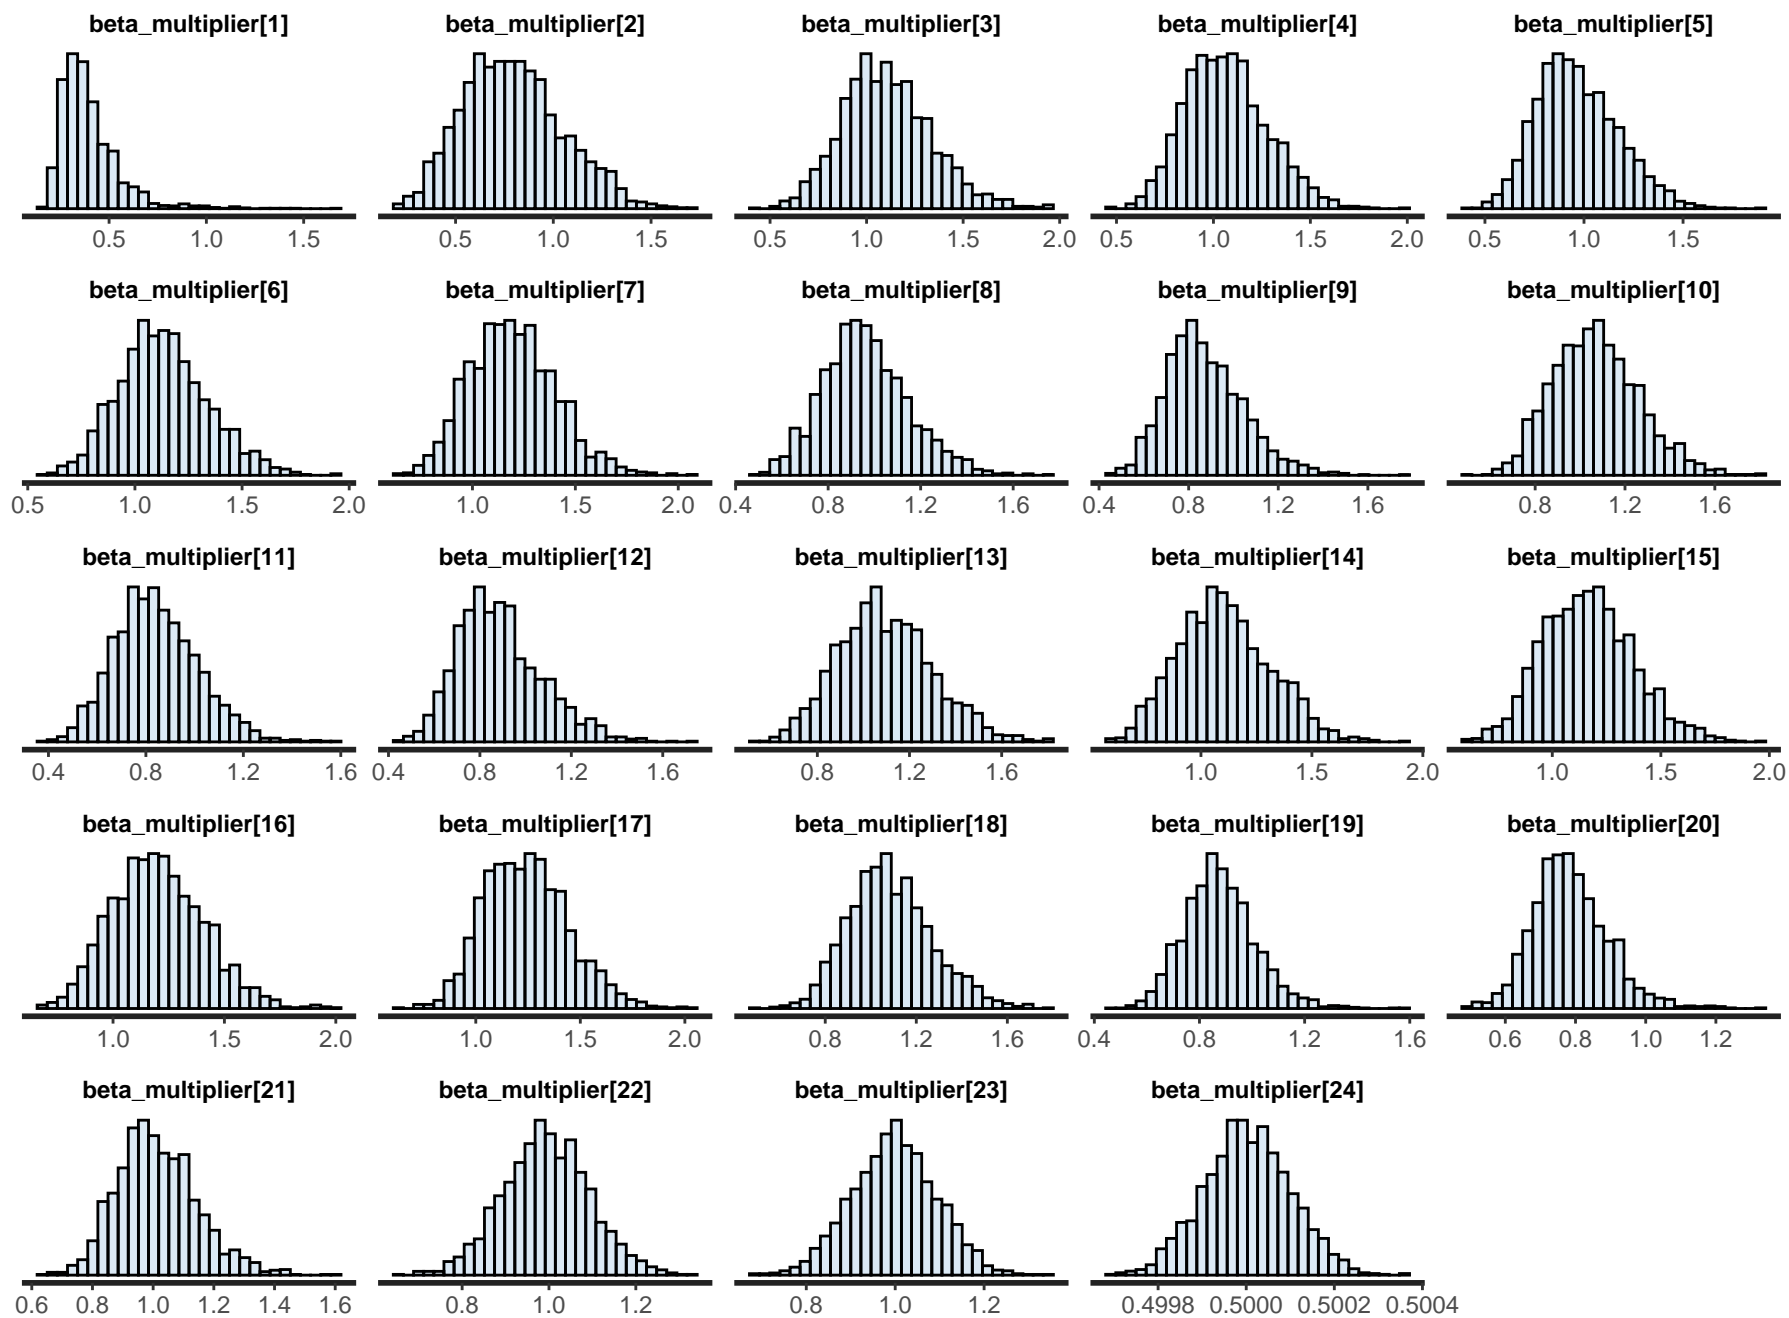 beta_multiplier[1] beta_multiplier[2] beta_multiplier[3] beta_multiplier[4] beta_multiplier[5]
0.5 1.0 1.5 0.5 1.0 1.5 0.5 1.0 1.5 2.0 0.5 1.0 1.5 2.0 0.5 1.0 1.5
beta_multiplier[6] beta_multiplier[7] beta_multiplier[8] beta_multiplier[9] beta_multiplier[10]
0.5 1.0 1.5 2.0 1.0 1.5 2.0 0.4 0.8 1.2 1.6 0.4 0.8 1.2 1.6 0.8 1.2 1.6
beta_multiplier[11] beta_multiplier[12] beta_multiplier[13] beta_multiplier[14] beta_multiplier[15]
0.4 0.8 1.2 1.6 0.4 0.8 1.2 1.6 0.8 1.2 1.6 1.0 1.5 2.0 1.0 1.5 2.0
beta_multiplier[16] beta_multiplier[17] beta_multiplier[18] beta_multiplier[19] beta_multiplier[20]
1.0 1.5 2.0 1.0 1.5 2.0 0.8 1.2 1.6 0.4 0.8 1.2 1.6 0.6 0.8 1.0 1.2
beta_multiplier[21] beta_multiplier[22] beta_multiplier[23] beta_multiplier[24]
0.6 0.8 1.0 1.2 1.4 1.6 0.8 1.0 1.2 0.8 1.0 1.2 0.4998 0.5000 0.5002 0.5004